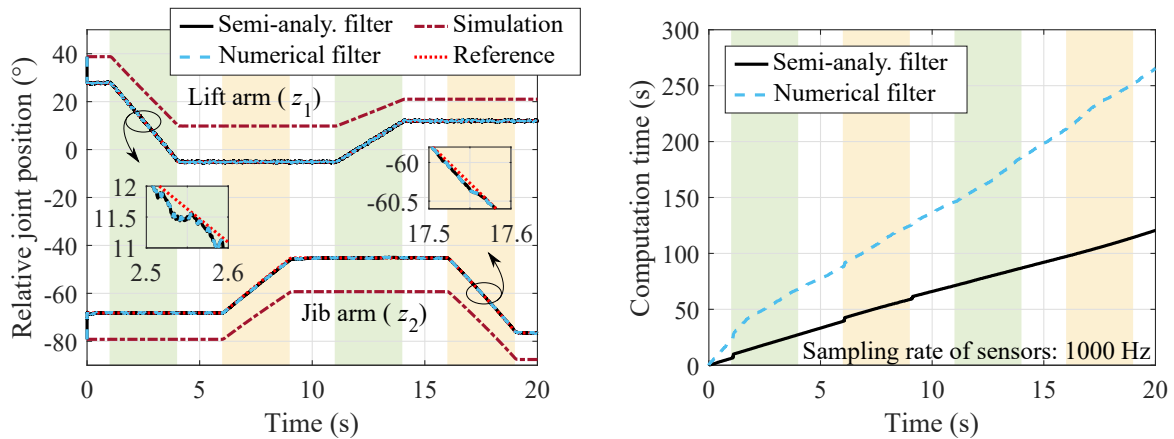 Semi-analy. filter
Simulation
Numerical filter
Reference
Relative joint position (°)
40
20
0
-20
-40
-60
-80
Lift arm ( z1)
12
11.5
11
2.5
2.6
-60
-60.5
17.5
17.6
Jib arm ( z2)
0
5
10
15
20
Time (s)
Computation time (s)
300
250
200
150
100
50
0
Semi-analy. filter
Numerical filter
Sampling rate of sensors: 1000 Hz
0
5
10
15
20
Time (s)